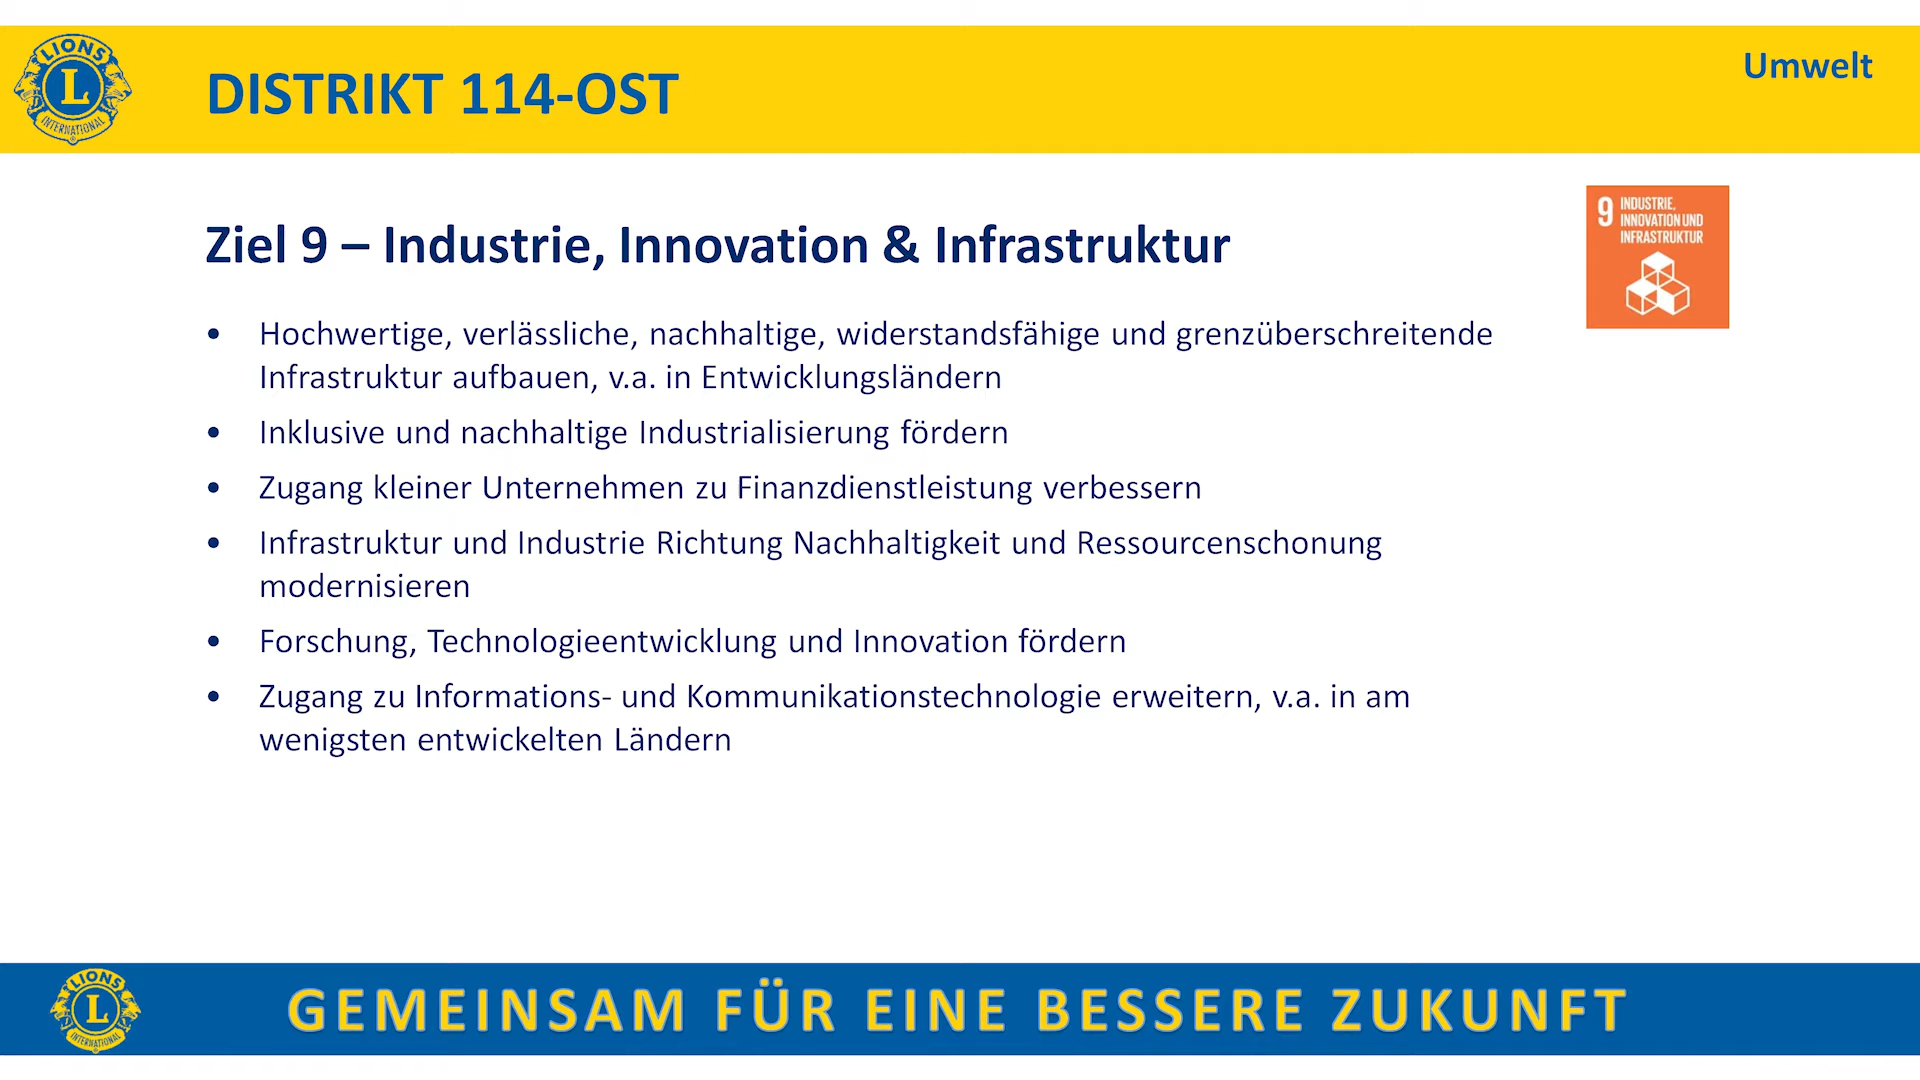 LIONS
L
INTERNATIONAL
DISTRIKT 114-OST
Umwelt
Ziel 9 – Industrie, Innovation & Infrastruktur
9 INDUSTRIE,
INNOVATION UND
INFRASTRUKTUR
• Hochwertige, verlässliche, nachhaltige, widerstandsfähige und grenzüberschreitende
Infrastruktur aufbauen, v.a. in Entwicklungsländern
• Inklusive und nachhaltige Industrialisierung fördern
• Zugang kleiner Unternehmen zu Finanzdienstleistung verbessern
• Infrastruktur und Industrie Richtung Nachhaltigkeit und Ressourcenschonung
modernisieren
• Forschung, Technologieentwicklung und Innovation fördern
• Zugang zu Informations- und Kommunikationstechnologie erweitern, v.a. in am
wenigsten entwickelten Ländern
LIONS
L
INTERNATIONAL
GEMEINSAM FÜR EINE BESSERE ZUKUNFT